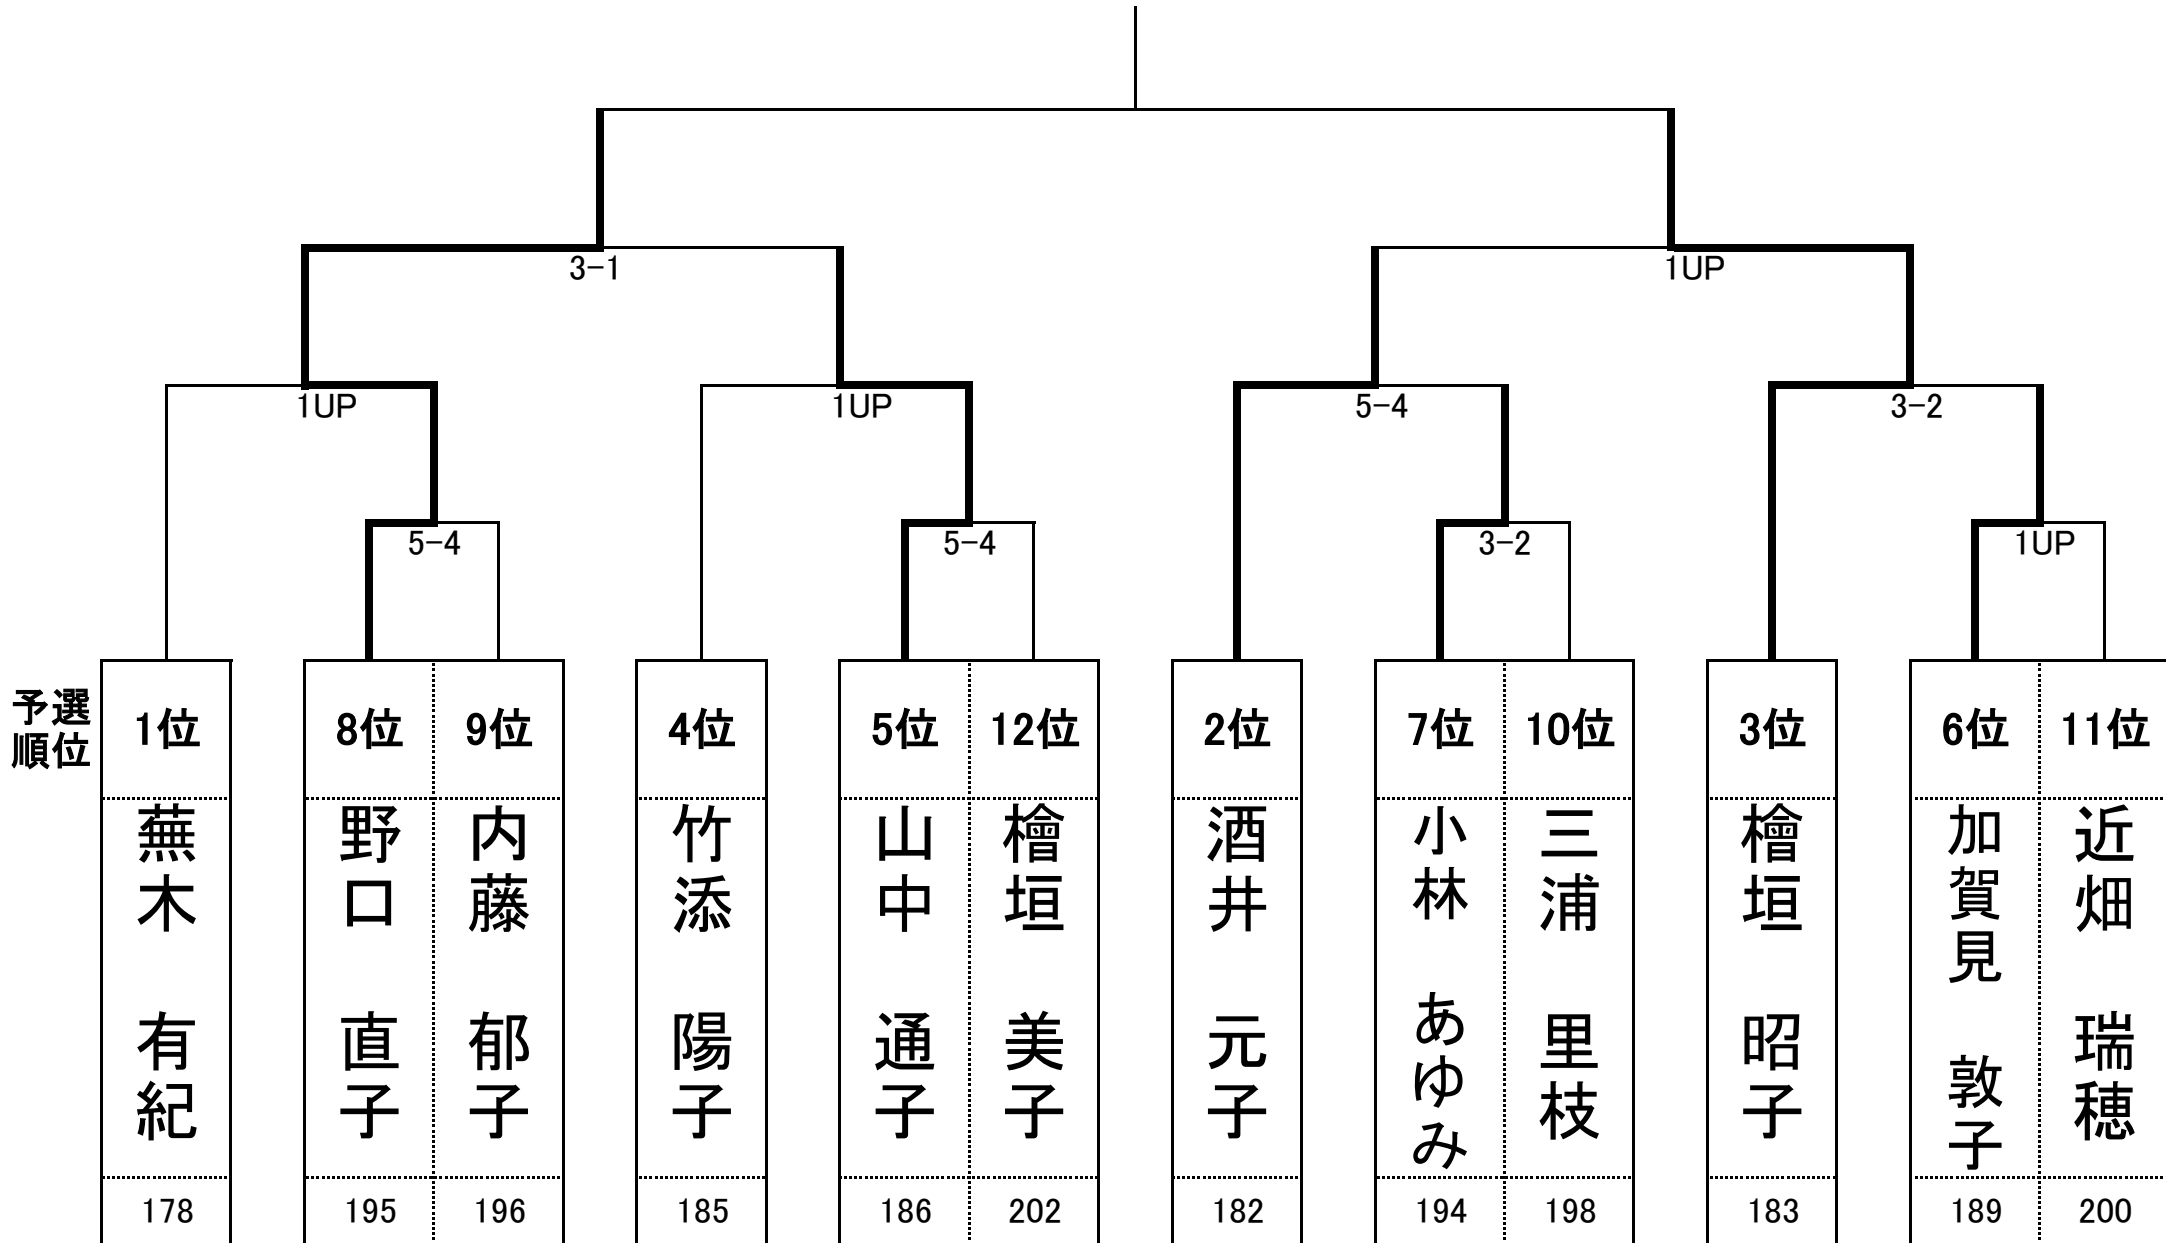 3-1
1UP
1UP
1UP
5-4
3-2
5-4
5-4
3-2
1UP
予選
順位
1位
8位
9位
4位
5位
12位
2位
7位
10位
3位
6位
11位
蕪木 有紀
野口 直子
内藤 郁子
竹添 陽子
山中 通子
檜垣 美子
酒井 元子
小林 あゆみ
三浦 里枝
檜垣 昭子
加賀見 敦子
近畑 瑞穂
178
195
196
185
186
202
182
194
198
183
189
200